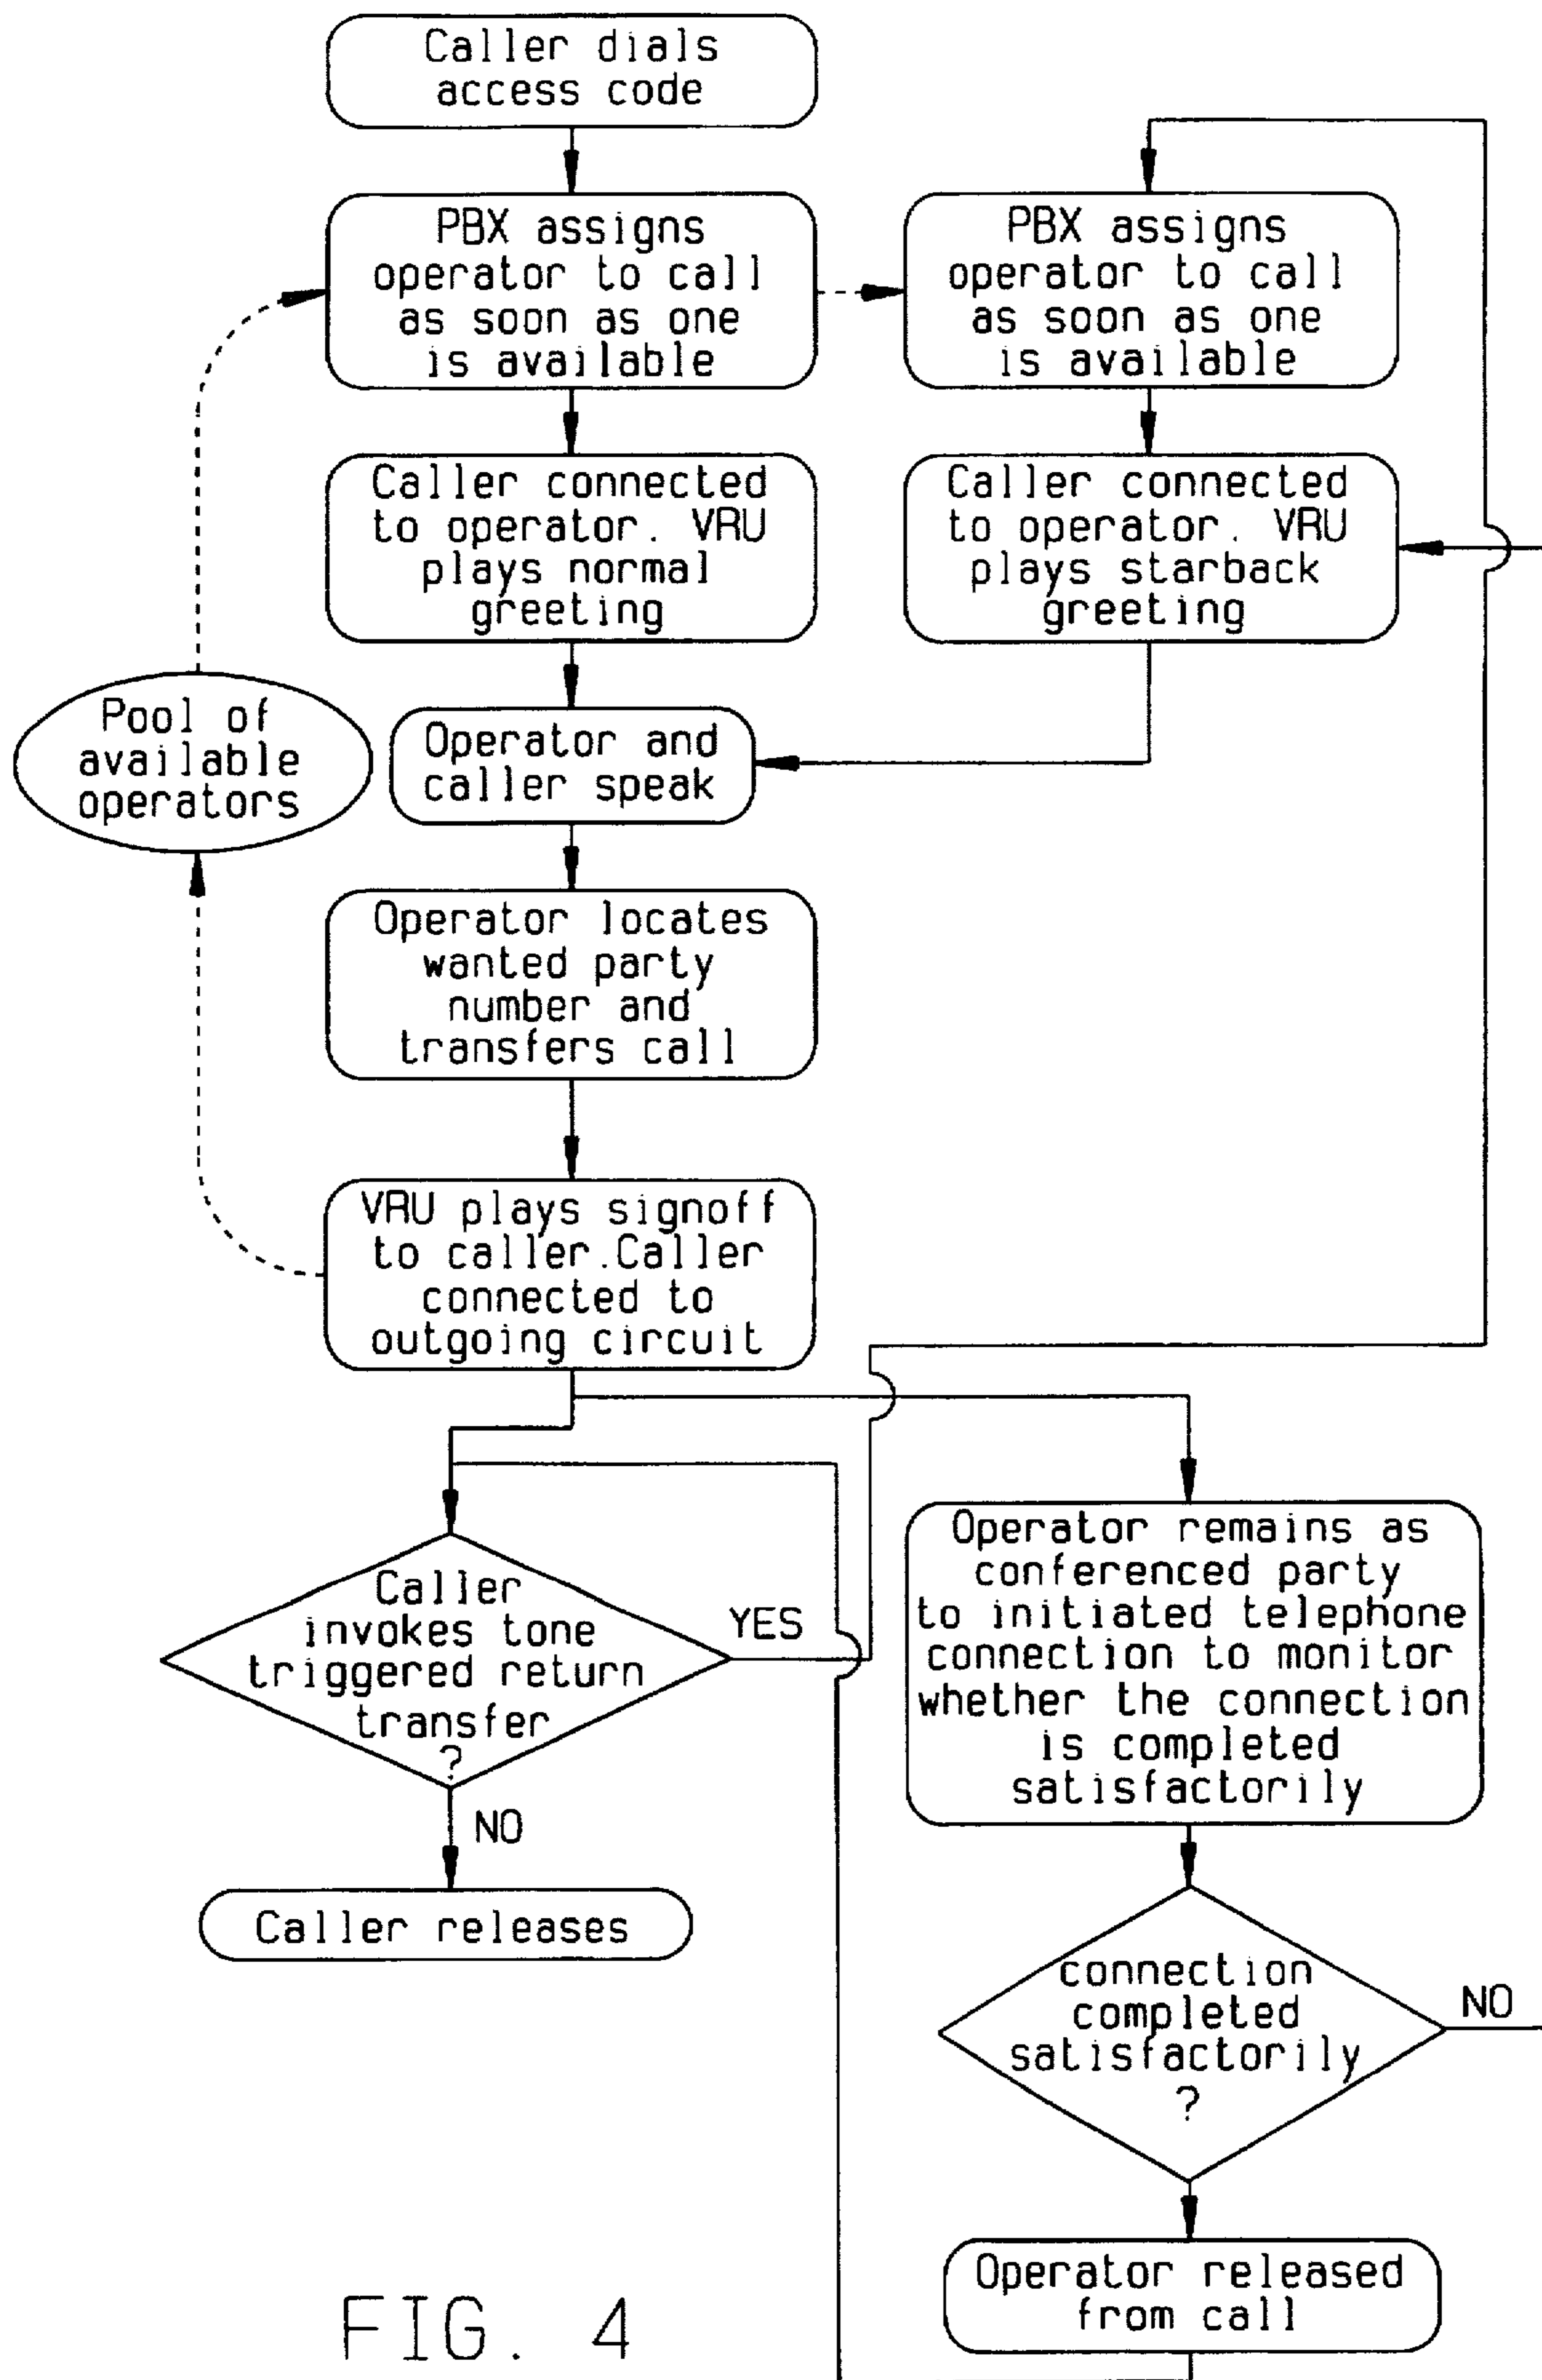 Caller dials
access code
PBX assigns
operator to call
as soon as one
is available
PBX assigns
operator to call
as soon as one
is available
Caller connected
to operator. VRU
plays normal
greeting
Caller connected
to operator. VRU
plays starback
greeting
Pool of
available
operators
Operator and
caller speak
Operator locates
wanted party
number and
transfers call
VRU plays signoff
to caller.Caller
connected to
outgoing circuit
Caller
invokes tone
triggered return
transfer
?
YES
NO
Caller releases
Operator remains as
conferenced party
to initiated telephone
connection to monitor
whether the connection
is completed
satisfactorily
connection
completed
satisfactorily
?
NO
Operator released
from call
FIG. 4